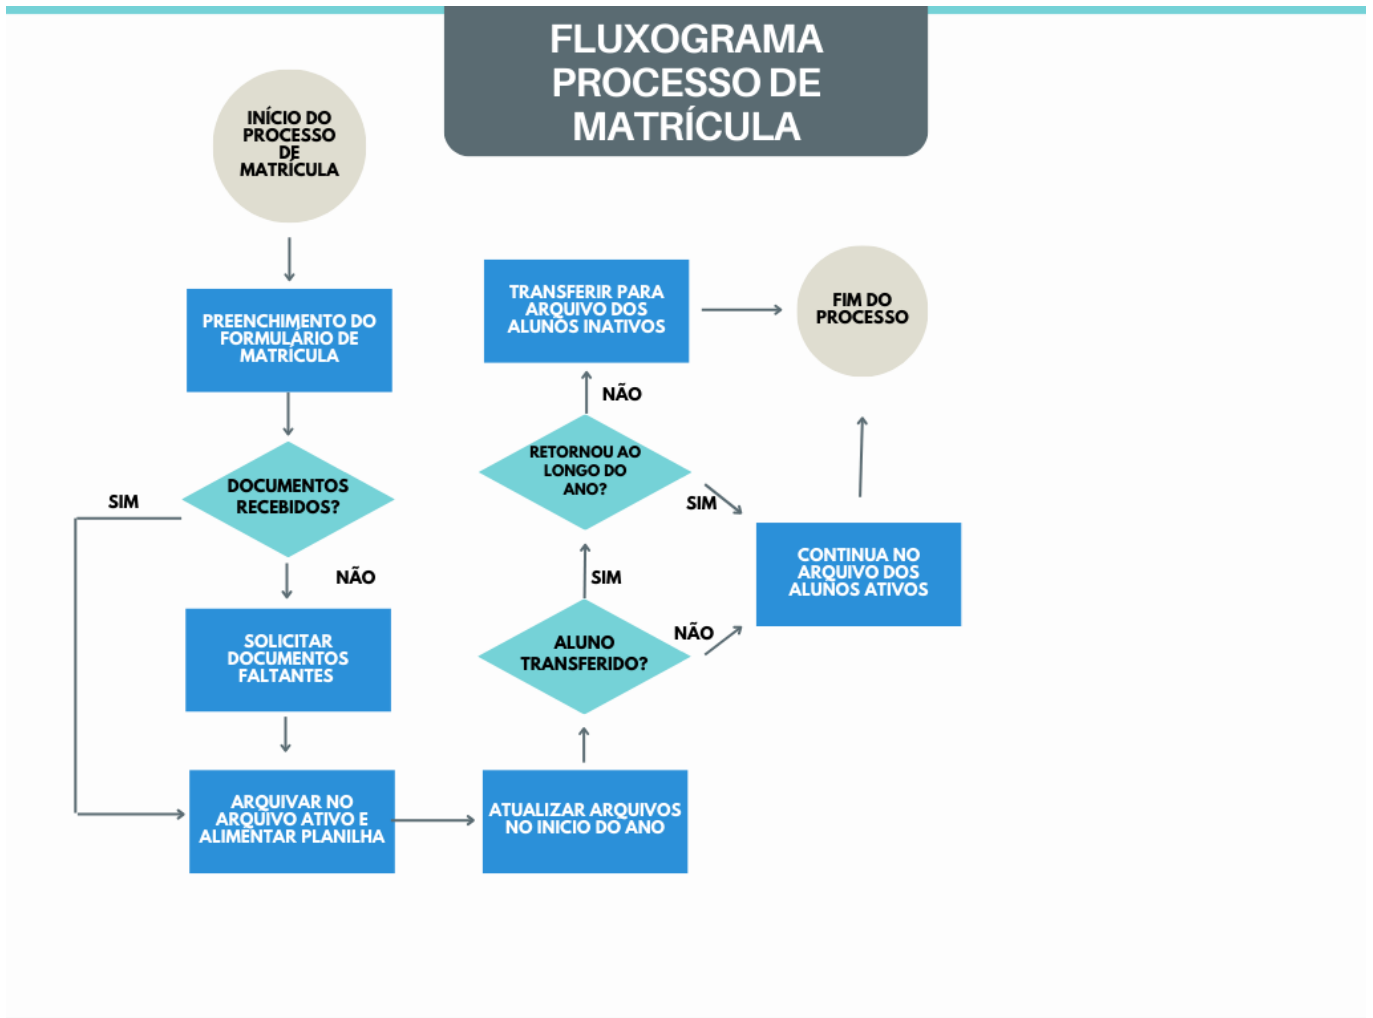 FLUXOGRAMA
PROCESSO DE
MATRÍCULA
INÍCIO DO
PROCESSO
DE
MATRÍCULA
PREENCHIMENTO DO
FORMULÁRIO DE
MATRÍCULA
DOCUMENTOS
RECEBIDOS?
SIM
NÃO
SOLICITAR
DOCUMENTOS
FALTANTES
ARQUIVAR NO
ARQUIVO ATIVO E
ALIMENTAR PLANILHA
ATUALIZAR ARQUIVOS
NO INICIO DO ANO
ALUNO
TRANSFERIDO?
NÃO
SIM
RETORNOU AO
LONGO DO
ANO?
SIM
NÃO
TRANSFERIR PARA
ARQUIVO DOS
ALUNOS INATIVOS
CONTINUA NO
ARQUIVO DOS
ALUNOS ATIVOS
FIM DO
PROCESSO